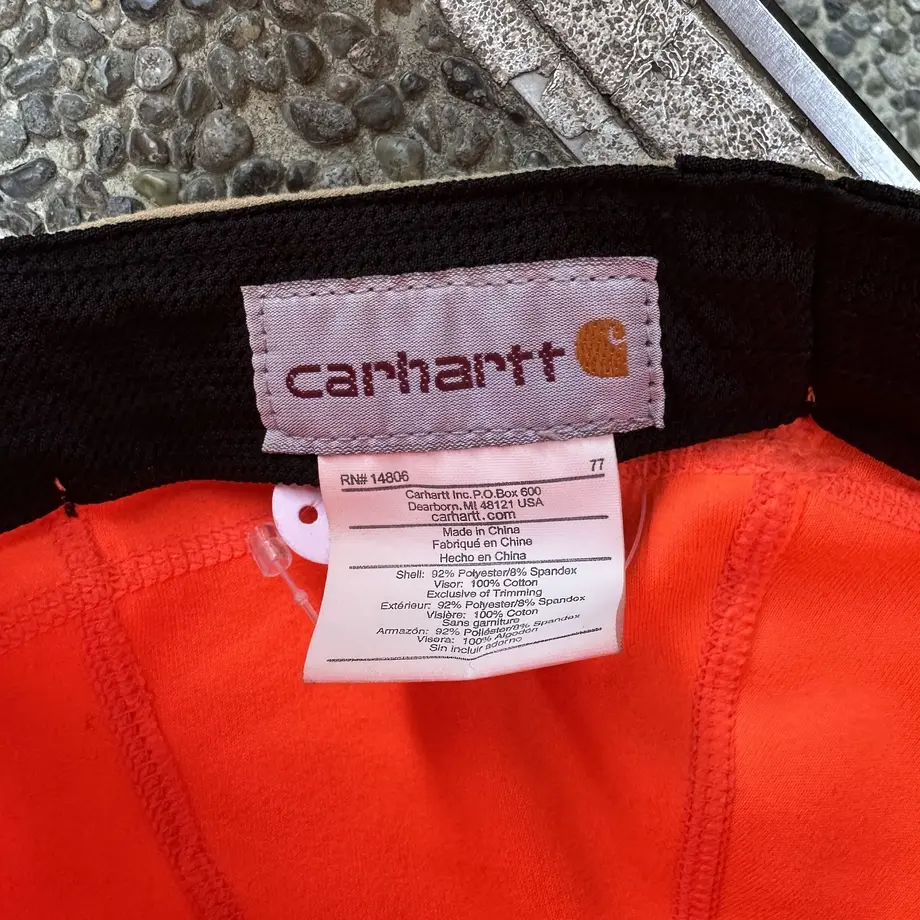 carhartt
RN# 14806 77
Carhartt Inc.P.O.Box 600
Dearborn,MI 48121 USA
carhartt.com
Made in China
Fabriqué en Chine
Hecho en China
Shell: 92% Polyester/8% Spandex
Visor: 100% Cotton
Exclusive of Trimming
Extérieur: 92% Polyester/8% Spandex
Visière: 100% Coton
Sans garniture
Armazón: 92% Poliéster/8% Spandex
Visera: 100% Algodón
Sin incluir adorno